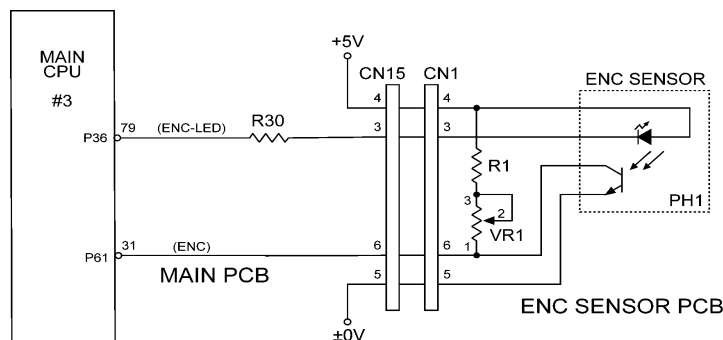 MAIN
CPU
#3
P36
79
(ENC-LED)
R30
+5V
CN15
CN1
4
4
3
3
ENC SENSOR
R1
3
2
VR1
1
PH1
P61
31
(ENC)
6
6
5
5
MAIN PCB
±0V
ENC SENSOR PCB